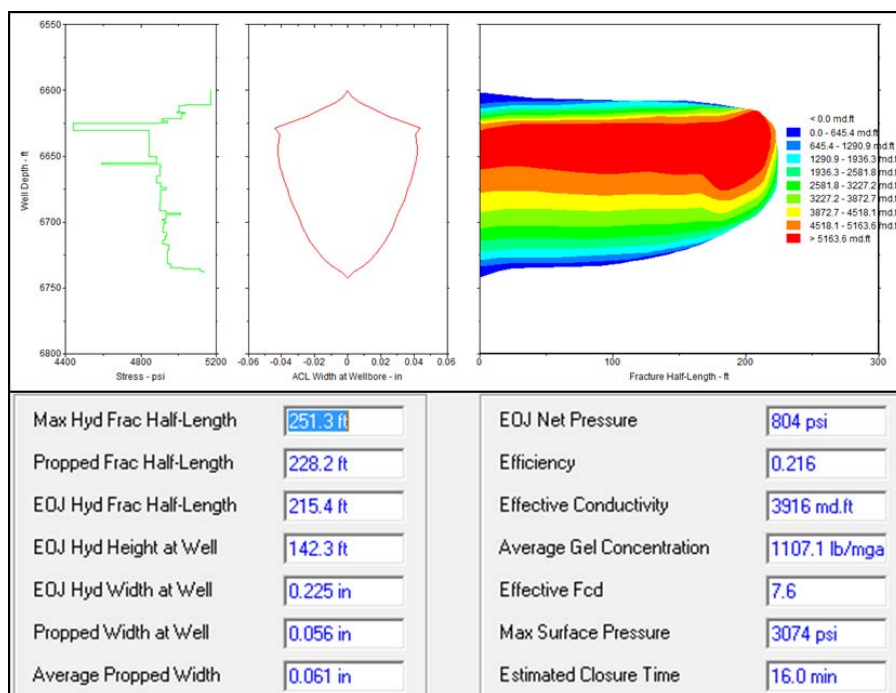 6550
6600
6650
6700
6750
6800
Well Depth - ft
4400 4800 5200
Stress - psi
-0.06 -0.04 -0.02 0 0.02 0.04 0.06
ACL Width at Wellbore - in
0 100 200 300
Fracture Half-Length - ft
< 0.0 md.ft
0.0 - 645.4 md.ft
645.4 - 1290.9 md.ft
1290.9 - 1936.3 md.ft
1936.3 - 2581.8 md.ft
2581.8 - 3227.2 md.ft
3227.2 - 3872.7 md.ft
3872.7 - 4518.1 md.ft
4518.1 - 5163.6 md.ft
> 5163.6 md.ft
Max Hyd Frac Half-Length 251.3 ft
Propped Frac Half-Length 228.2 ft
EOJ Hyd Frac Half-Length 215.4 ft
EOJ Hyd Height at Well 142.3 ft
EOJ Hyd Width at Well 0.225 in
Propped Width at Well 0.056 in
Average Propped Width 0.061 in
EOJ Net Pressure 804 psi
Efficiency 0.216
Effective Conductivity 3916 md.ft
Average Gel Concentration 1107.1 lb/mga
Effective Fcd 7.6
Max Surface Pressure 3074 psi
Estimated Closure Time 16.0 min